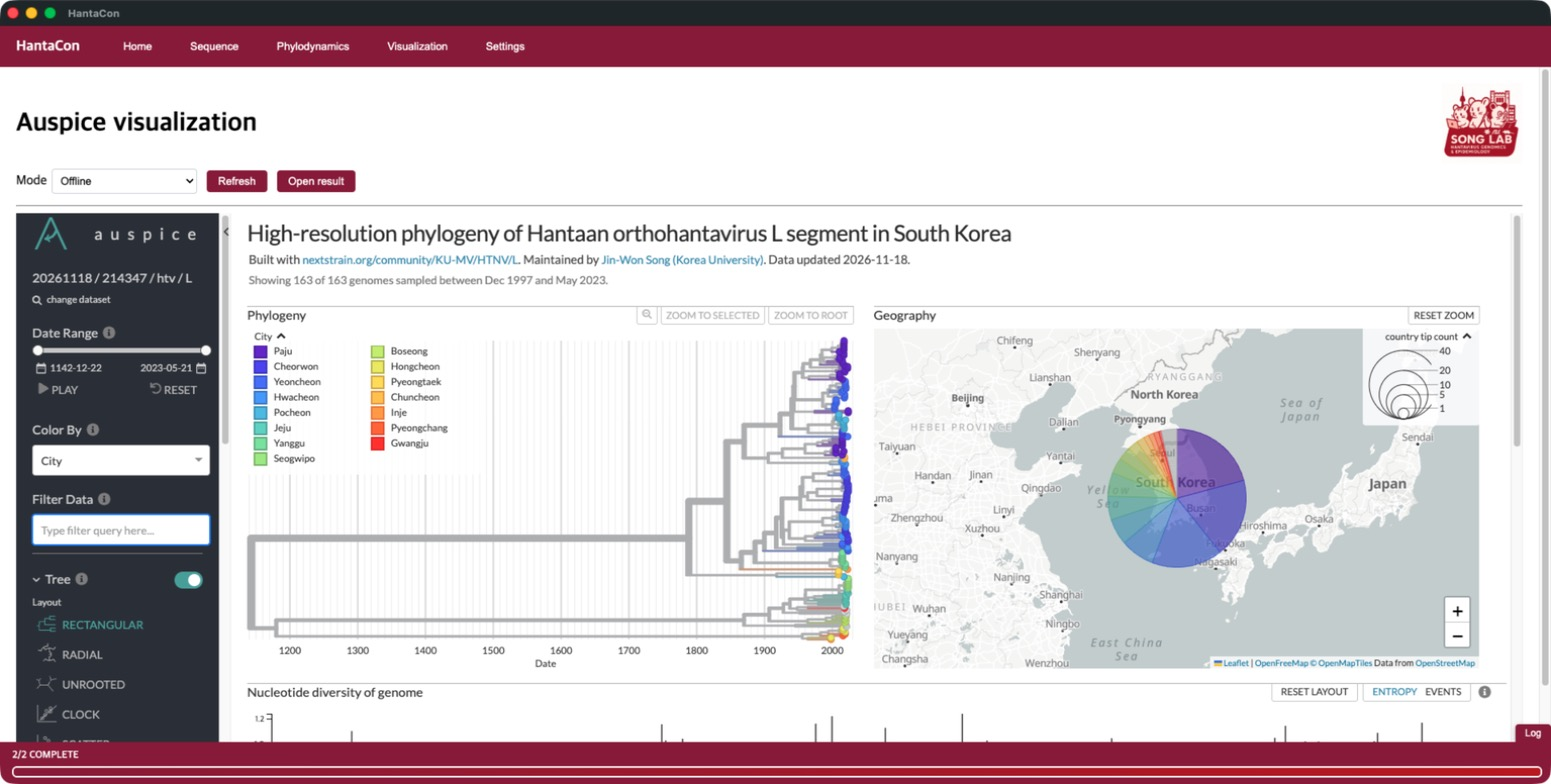 HantaCon
HantaCon Home Sequence Phylodynamics Visualization Settings
Auspice visualization
SONG LAB
HANTAVIRUS GENOMICS
& EPIDEMIOLOGY
Mode Offline Refresh Open result
auspice
20261118 / 214347 / htv / L
change dataset
Date Range
1142-12-22 2023-05-21
PLAY RESET
Color By
City
Filter Data
Type filter query here...
Tree
Layout
RECTANGULAR
RADIAL
UNROOTED
CLOCK
SCATTER
High-resolution phylogeny of Hantaan orthohantavirus L segment in South Korea
Built with nextstrain.org/community/KU-MV/HTNV/L. Maintained by Jin-Won Song (Korea University). Data updated 2026-11-18.
Showing 163 of 163 genomes sampled between Dec 1997 and May 2023.
Phylogeny ZOOM TO SELECTED ZOOM TO ROOT
City
Paju Boseong
Cheorwon Hongcheon
Yeoncheon Pyeongtaek
Hwacheon Chuncheon
Pocheon Inje
Jeju Pyeongchang
Yanggu Gwangju
Seogwipo
1200 1300 1400 1500 1600 1700 1800 1900 2000
Date
Geography RESET ZOOM
country tip count
40
20
10
5
1
Chifeng
Shenyang
Lianshan
RYANGGANG
North Korea
Beijing
Sea of
Japan
Pyongyang
Dalian
HEBEI PROVINCE
Sendai
Taiyuan
Yantai
Seoul
Handan Jinan
South Korea
Japan
Qingdao
Yellow
Sea
uma
Linyi
Busan
Zhengzhou
Xuzhou
Hiroshima
Osaka
Fukuoka
Nanyang
Nagasaki
Nanjing
Shanghai
HUBEI Wuhan
Ningbo
Yueyang
East China
Sea
Changsha
Wenzhou
+
−
Leaflet | OpenFreeMap © OpenMapTiles Data from OpenStreetMap
Nucleotide diversity of genome RESET LAYOUT ENTROPY EVENTS
1.2
Log
2/2 COMPLETE